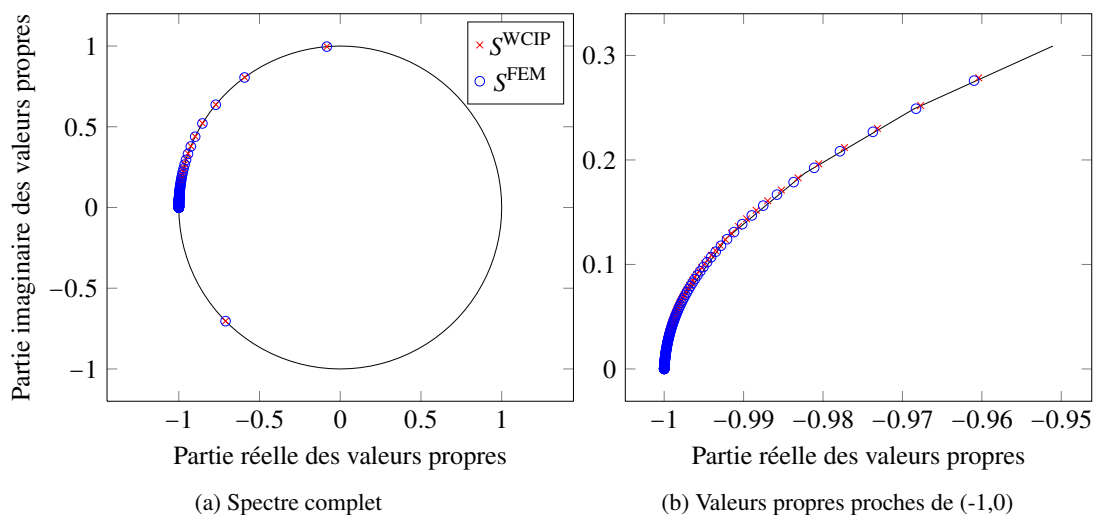 Partie imaginaire des valeurs propres
1
0.5
0
−0.5
−1
−1
−0.5
0
0.5
1
S^WCIP
S^FEM
Partie réelle des valeurs propres
(a) Spectre complet
0.3
0.2
0.1
0
−1
−0.99
−0.98
−0.97
−0.96
−0.95
Partie réelle des valeurs propres
(b) Valeurs propres proches de (-1,0)